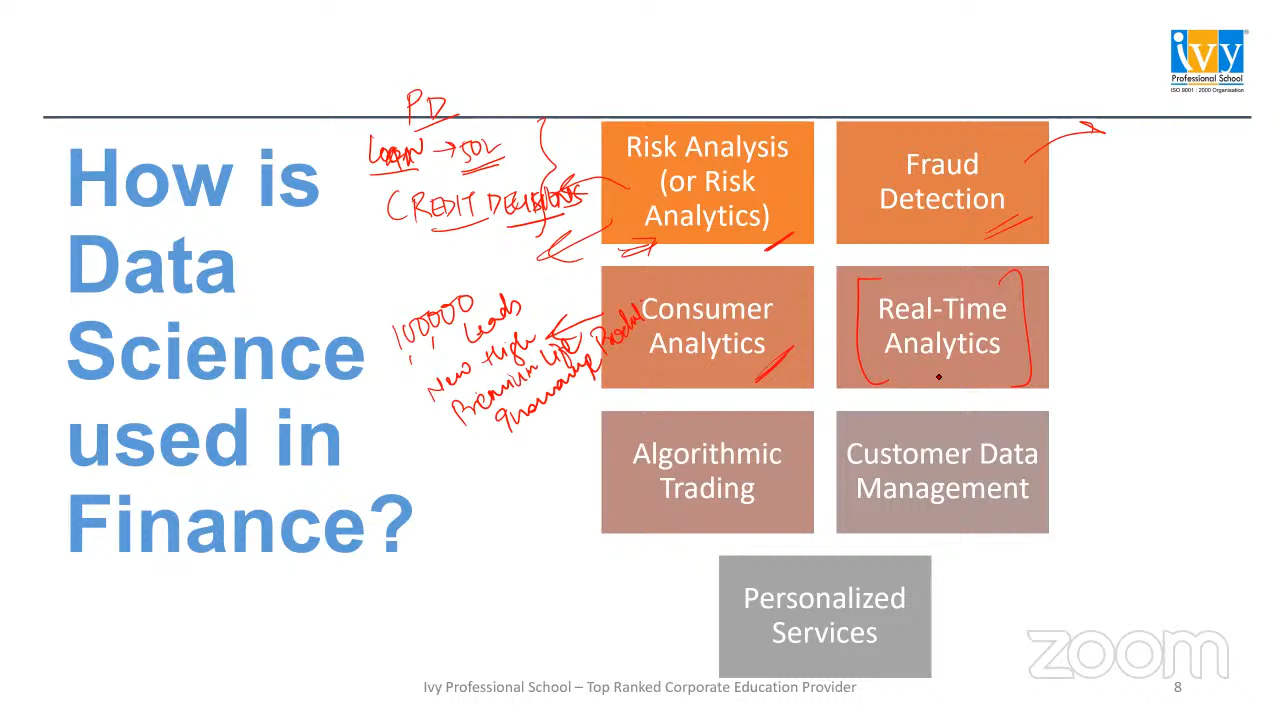 ivy
Professional School
ISO 9001 : 2000 Organisation
PD
Loan → 50L
CREDIT DECISIONS
How is
Data
Science
used in
Finance?
Risk Analysis
(or Risk
Analytics)
Fraud
Detection
100000
Leads
New High
Premium Life
Product
Consumer
Analytics
Real-Time
Analytics
Algorithmic
Trading
Customer Data
Management
Personalized
Services
zoom
Ivy Professional School – Top Ranked Corporate Education Provider
8